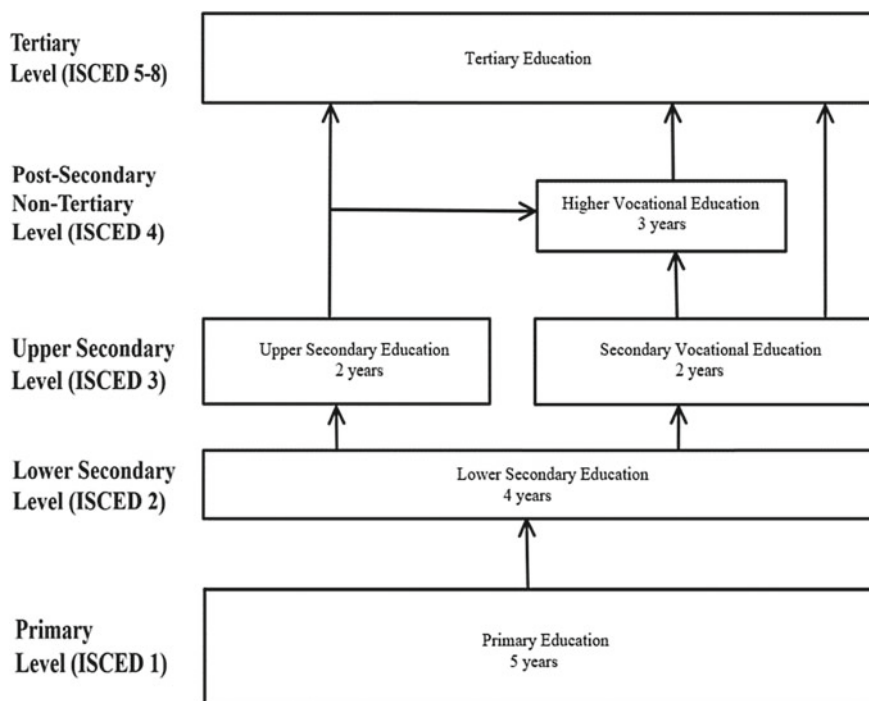 Tertiary
Level (ISCED 5-8)
Tertiary Education
Post-Secondary
Non-Tertiary
Level (ISCED 4)
Higher Vocational Education
3 years
Upper Secondary
Level (ISCED 3)
Upper Secondary Education
2 years
Secondary Vocational Education
2 years
Lower Secondary
Level (ISCED 2)
Lower Secondary Education
4 years
Primary
Level (ISCED 1)
Primary Education
5 years